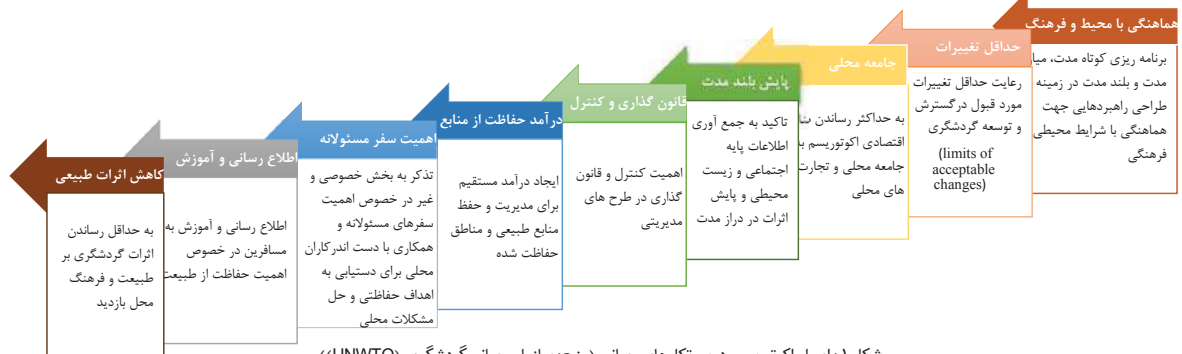 هماهنگی با محیط و فرهنگ
برنامه ریزی کوتاه مدت، میا
مدت و بلند مدت در زمینه
طراحی راهبردهایی جهت
هماهنگی با شرایط محیطی
فرهنگی
حداقل تغییرات
رعایت حداقل تغییرات
مورد قبول درگسترش
و توسعه گردشگری
(limits of
acceptable
changes)
جامعه محلی
به حداکثر رساندن
اقتصادی اکوتوریسم بر
جامعه محلی و تجارت
های محلی
پایش بلند مدت
تاکید به جمع آوری
اطلاعات پایه
اجتماعی و زیست
محیطی و پایش
اثرات در دراز مدت
قانون گذاری و کنترل
اهمیت کنترل و قانون
گذاری در طرح های
مدیریتی
درآمد حفاظت از منابع
ایجاد درآمد مستقیم
برای مدیریت و حفظ
منابع طبیعی و مناطق
حفاظت شده
اهمیت سفر مسئولانه
تذکر به بخش خصوصی و
غیر در خصوص اهمیت
سفرهای مسئولانه و
همکاری با دست اندرکاران
محلی برای دستیابی به
اهداف حفاظتی و حل
مشکلات محلی
اطلاع رسانی و آموزش
اطلاع رسانی و آموزش به
مسافرین در خصوص
اهمیت حفاظت از طبیعت
کاهش اثرات طبیعی
به حداقل رساندن
اثرات گردشگری بر
طبیعت و فرهنگ
محل بازدید